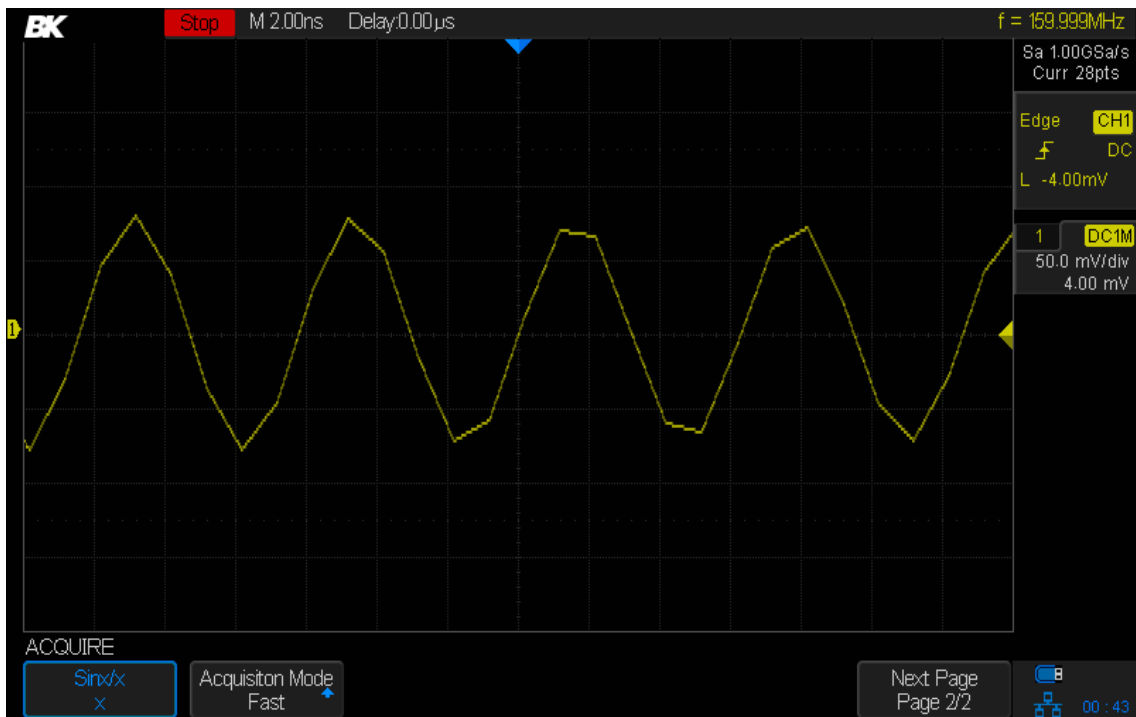 BK Stop M 2.00ns Delay:0.00µs f = 159.999MHz
Sa 1.00GSa/s
Curr 28pts
Edge CH1
DC
L -4.00mV
1 DC1M
50.0 mV/div
4.00 mV
1
ACQUIRE
Sinx/x
x
Acquisiton Mode
Fast
Next Page
Page 2/2
00 : 43